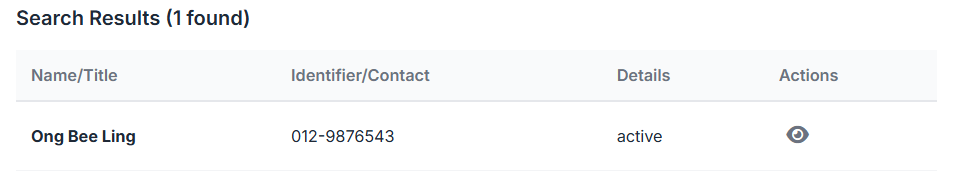 Search Results (1 found)
Name/Title Identifier/Contact Details Actions
Ong Bee Ling 012-9876543 active